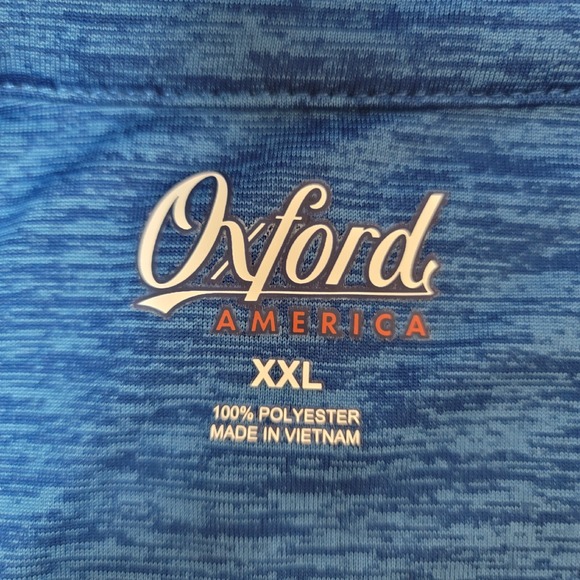 Oxford
AMERICA
XXL
100% POLYESTER
MADE IN VIETNAM